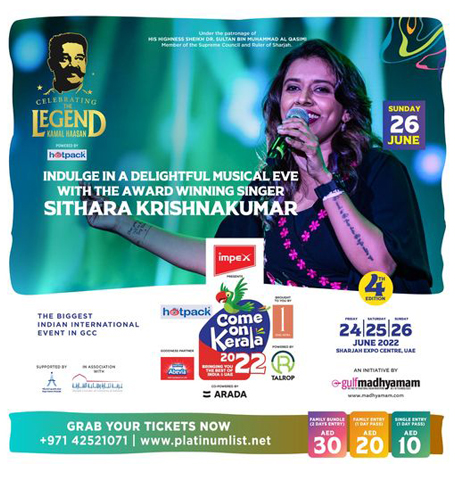 Under the patronage of
HIS HIGHNESS SHEIKH DR. SULTAN BIN MUHAMMAD AL QASIMI
Member of the Supreme Council and Ruler of Sharjah.
CELEBRATING
THE
LEGEND
KAMAL HAASAN
POWERED BY
hotpack
SUNDAY
26
JUNE
INDULGE IN A DELIGHTFUL MUSICAL EVE
WITH THE AWARD WINNING SINGER
SITHARA KRISHNAKUMAR
impex
PRESENTS
4TH
EDITION
THE BIGGEST
INDIAN INTERNATIONAL
EVENT IN GCC
hotpack
come
on
Kerala
2022
BRINGING YOU
THE BEST OF
INDIA & UAE
BROUGHT
TO YOU BY
FRIDAY SATURDAY SUNDAY
24|25|26
JUNE 2022
SHARJAH EXPO CENTRE, UAE
SUPPORTED BY
IN ASSOCIATION WITH
GOODNESS PARTNER
POWERED BY
TALROP
CO-POWERED BY
ARADA
AN INITIATIVE BY
gulfmadhyamam
www.madhyamam.com
GRAB YOUR TICKETS NOW
+971 42521071 | www.platinumlist.net
FAMILY BUNDLE
(2 DAYS ENTRY)
AED
30
FAMILY ENTRY
(1 DAY PASS)
AED
20
SINGLE ENTRY
(1 DAY PASS)
AED
10